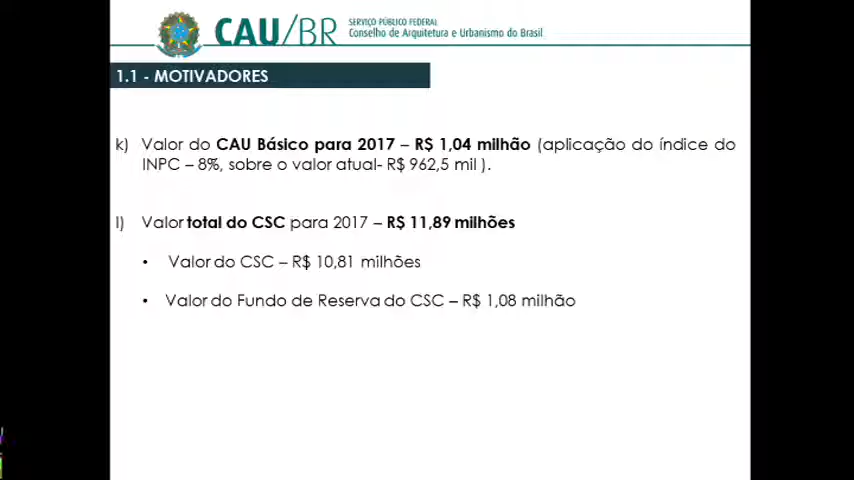 CAU/BR
SERVIÇO PÚBLICO FEDERAL
Conselho de Arquitetura e Urbanismo do Brasil
1.1 - MOTIVADORES
k) Valor do CAU Básico para 2017 – R$ 1,04 milhão (aplicação do índice do
INPC – 8%, sobre o valor atual- R$ 962,5 mil ).
l) Valor total do CSC para 2017 – R$ 11,89 milhões
• Valor do CSC – R$ 10,81 milhões
• Valor do Fundo de Reserva do CSC – R$ 1,08 milhão